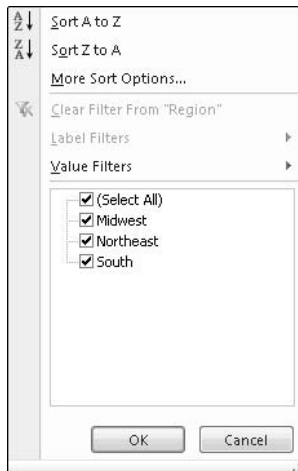 Sort A to Z
Sort Z to A
More Sort Options...
Clear Filter From "Region"
Label Filters
Value Filters
(Select All)
Midwest
Northeast
South
OK Cancel